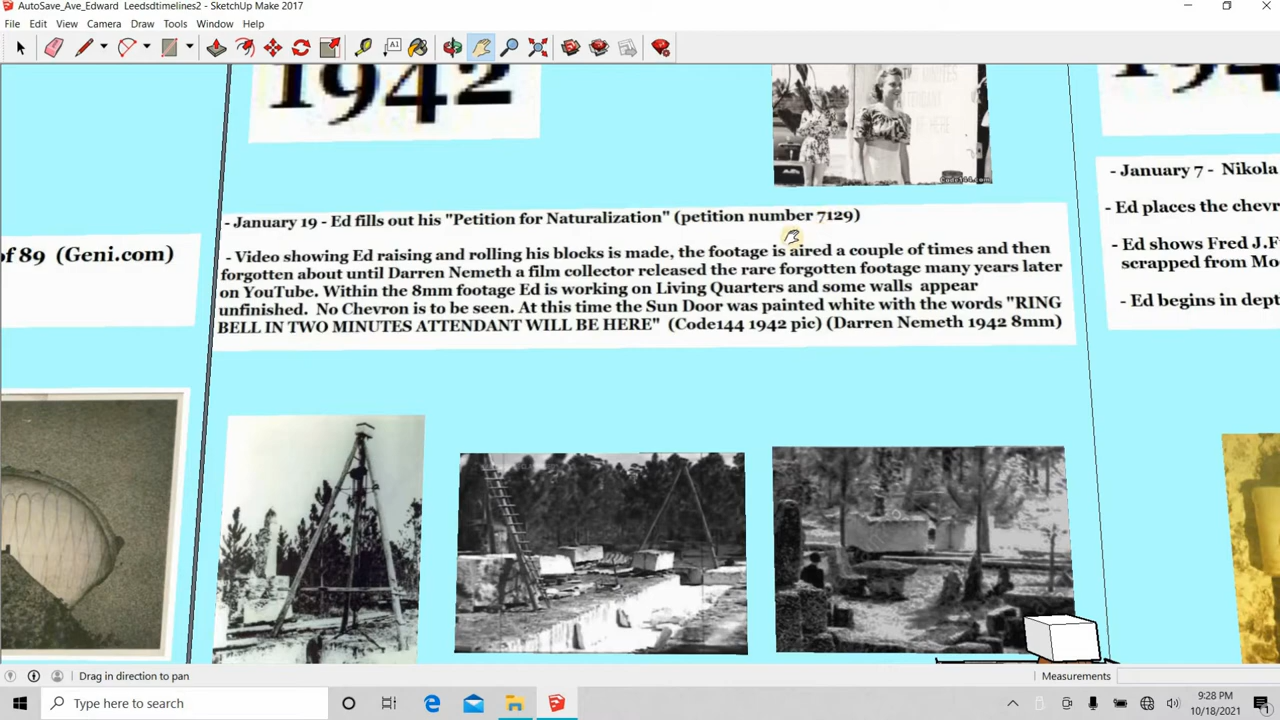 AutoSave_Ave_Edward Leedsdtimelines2 - SketchUp Make 2017
File Edit View Camera Draw Tools Window Help
1942
194
Code144.com
- January 19 - Ed fills out his "Petition for Naturalization" (petition number 7129)
- Video showing Ed raising and rolling his blocks is made, the footage is aired a couple of times and then
forgotten about until Darren Nemeth a film collector released the rare forgotten footage many years later
on YouTube. Within the 8mm footage Ed is working on Living Quarters and some walls appear
unfinished. No Chevron is to be seen. At this time the Sun Door was painted white with the words "RING
BELL IN TWO MINUTES ATTENDANT WILL BE HERE" (Code144 1942 pic) (Darren Nemeth 1942 8mm)
of 89 (Geni.com)
- January 7 - Nikola
- Ed places the chevr
- Ed shows Fred J.F
scrapped from Mo
- Ed begins in dept
Drag in direction to pan
Measurements
Type here to search
9:28 PM
10/18/2021